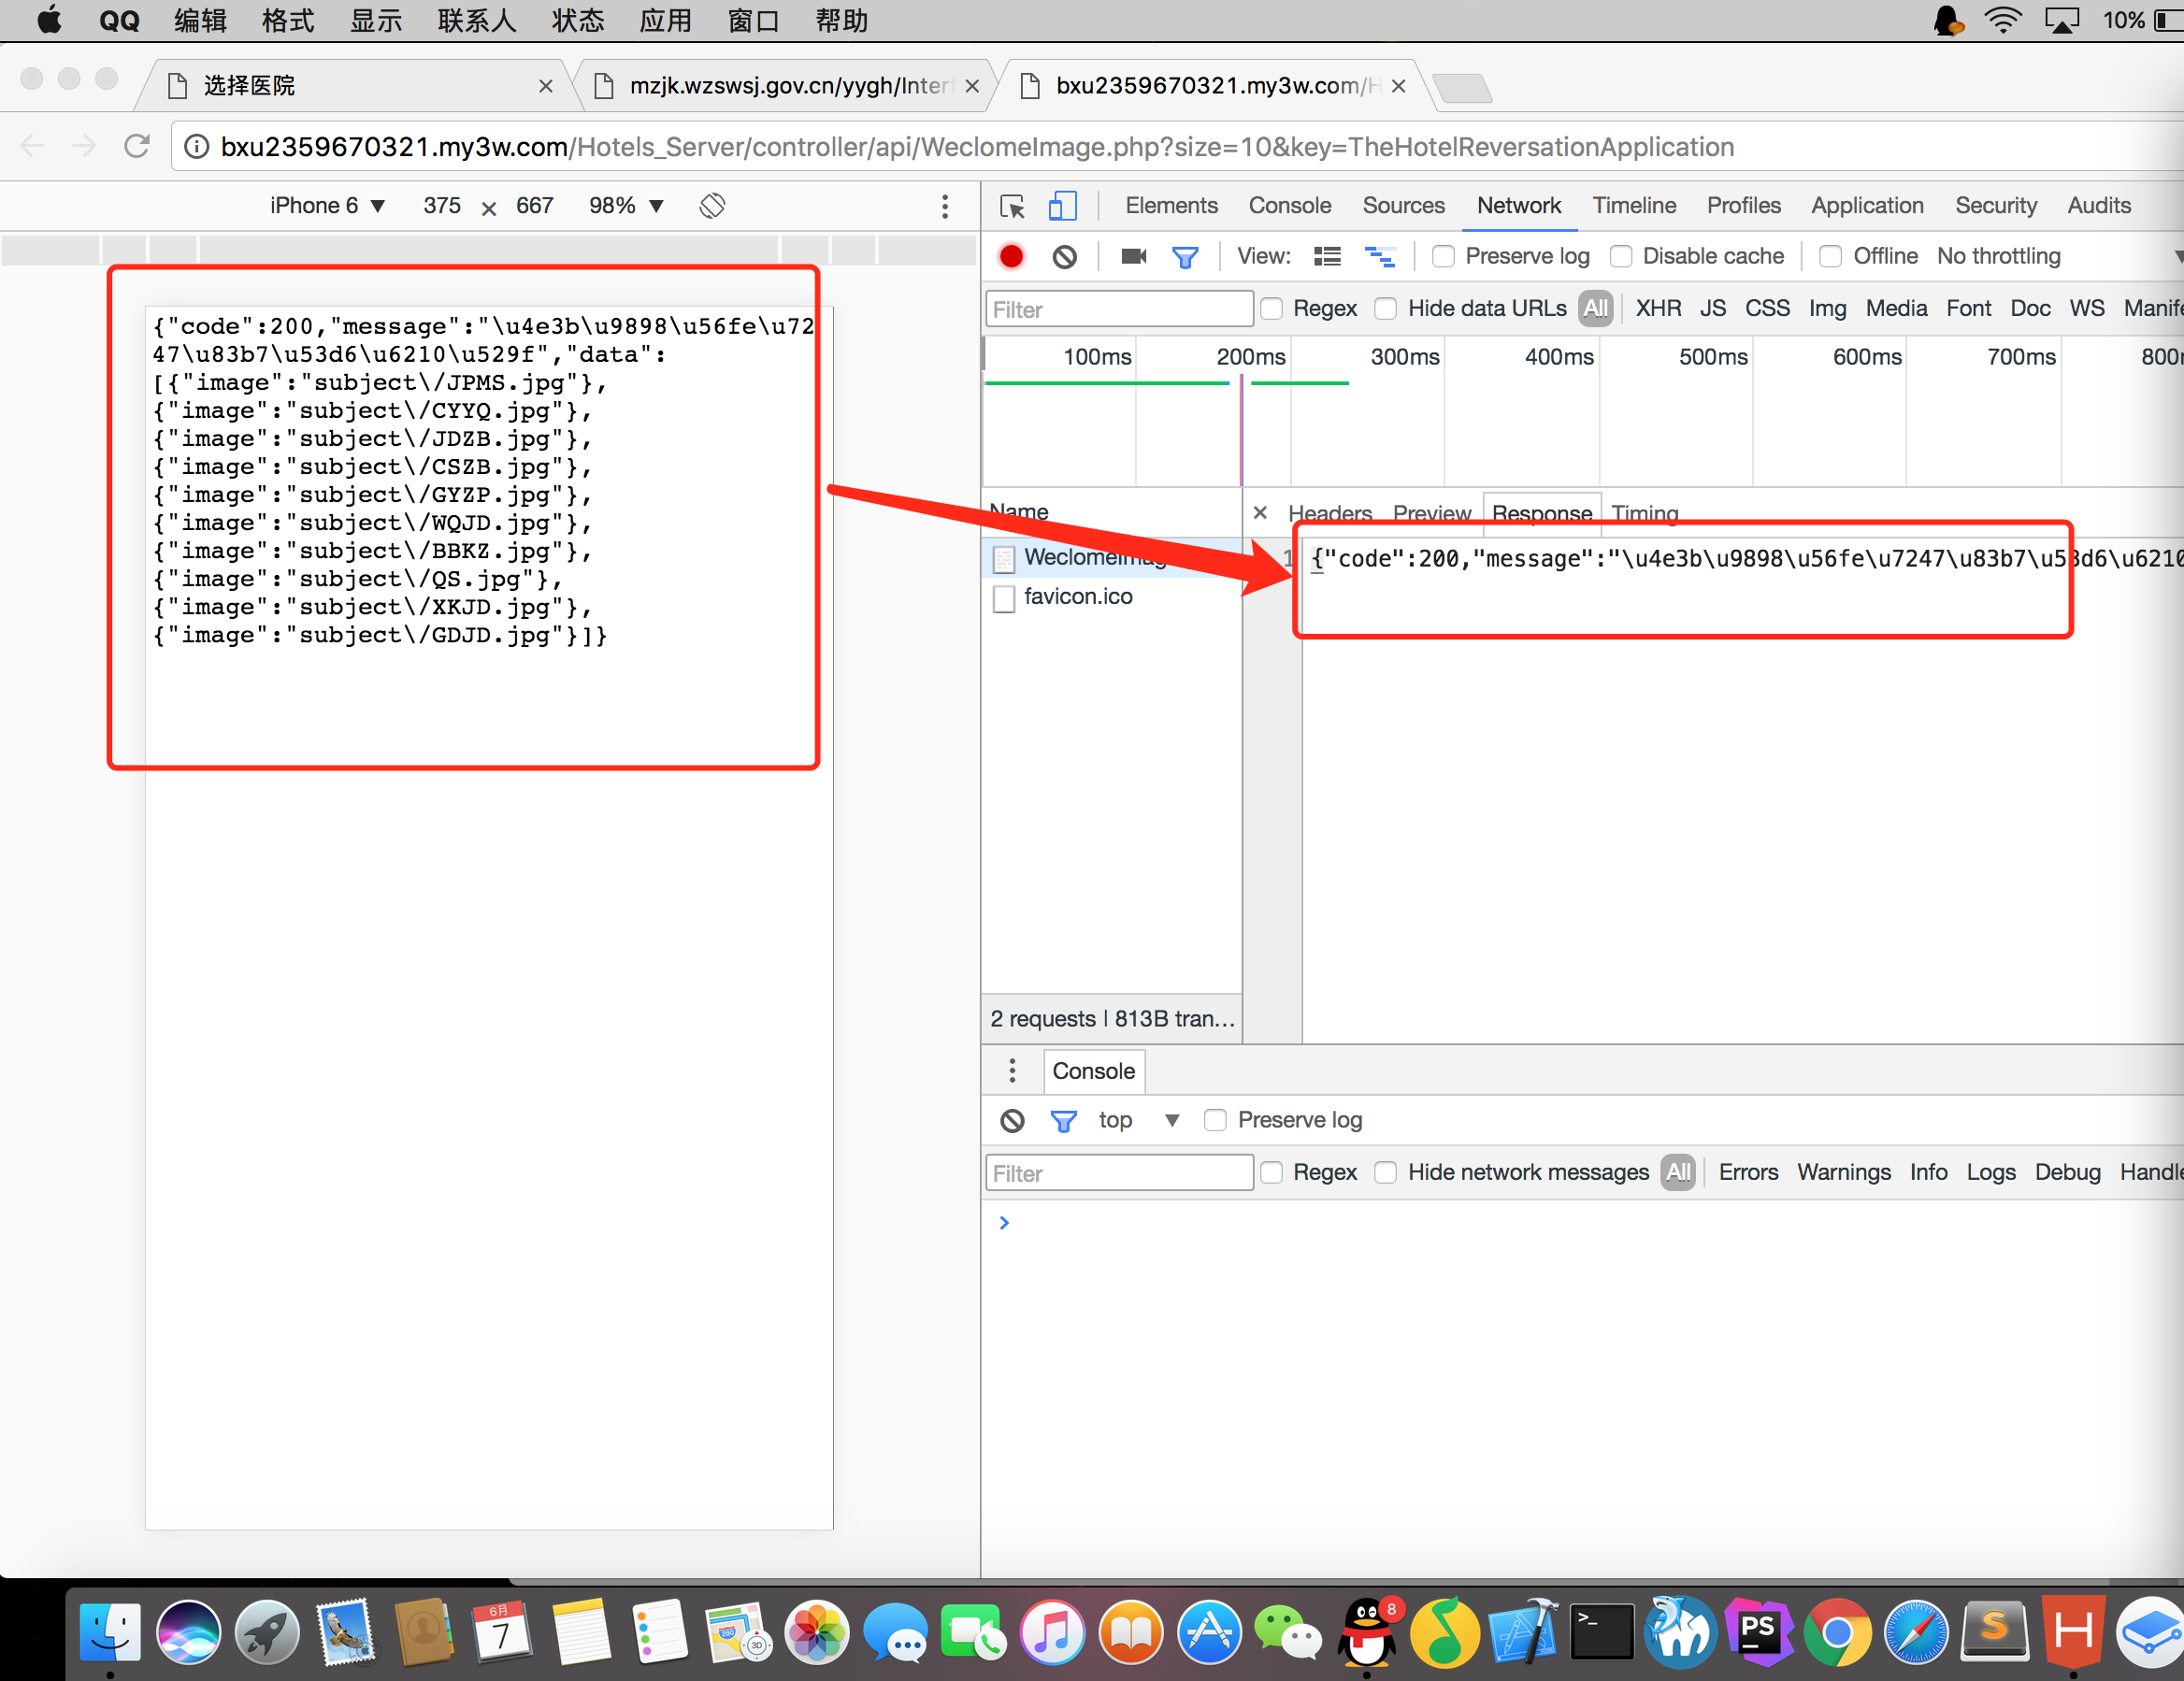 QQ 编辑 格式 显示 联系人 状态 应用 窗口 帮助 10%
选择医院
mzjk.wzswsj.gov.cn/yygh/Inter
bxu2359670321.my3w.com/H
bxu2359670321.my3w.com/Hotels_Server/controller/api/WeclomeImage.php?size=10&key=TheHotelReversationApplication
iPhone 6 ▼ 375 × 667 98% ▼
{"code":200,"message":"\u4e3b\u9898\u56fe\u72
47\u83b7\u53d6\u6210\u529f","data":
[{"image":"subject\/JPMS.jpg"},
{"image":"subject\/CYYQ.jpg"},
{"image":"subject\/JDZB.jpg"},
{"image":"subject\/CSZB.jpg"},
{"image":"subject\/GYZP.jpg"},
{"image":"subject\/WQJD.jpg"},
{"image":"subject\/BBKZ.jpg"},
{"image":"subject\/QS.jpg"},
{"image":"subject\/XKJD.jpg"},
{"image":"subject\/GDJD.jpg"}]}
Elements Console Sources Network Timeline Profiles Application Security Audits
View: Preserve log Disable cache Offline No throttling
Filter Regex Hide data URLs All XHR JS CSS Img Media Font Doc WS Manife
100ms 200ms 300ms 400ms 500ms 600ms 700ms 800
Name
Headers Preview Response Timing
WeclomeImag
favicon.ico
1 {"code":200,"message":"\u4e3b\u9898\u56fe\u7247\u83b7\u53d6\u6210
2 requests | 813B tran…
Console
top ▼ Preserve log
Filter Regex Hide network messages All Errors Warnings Info Logs Debug Handle
6月
7
280
3D
8
>_
PS
S
H